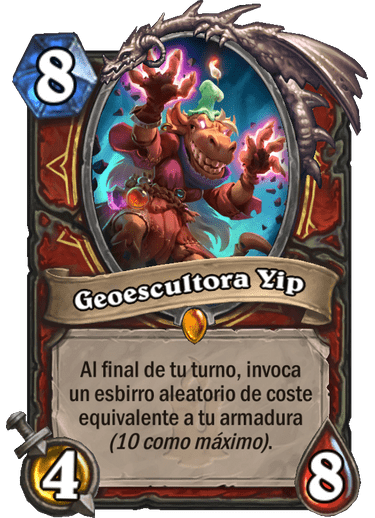 8
Geoescultora Yip
Al final de tu turno, invoca
un esbirro aleatorio de coste
equivalente a tu armadura
(10 como máximo).
4
8